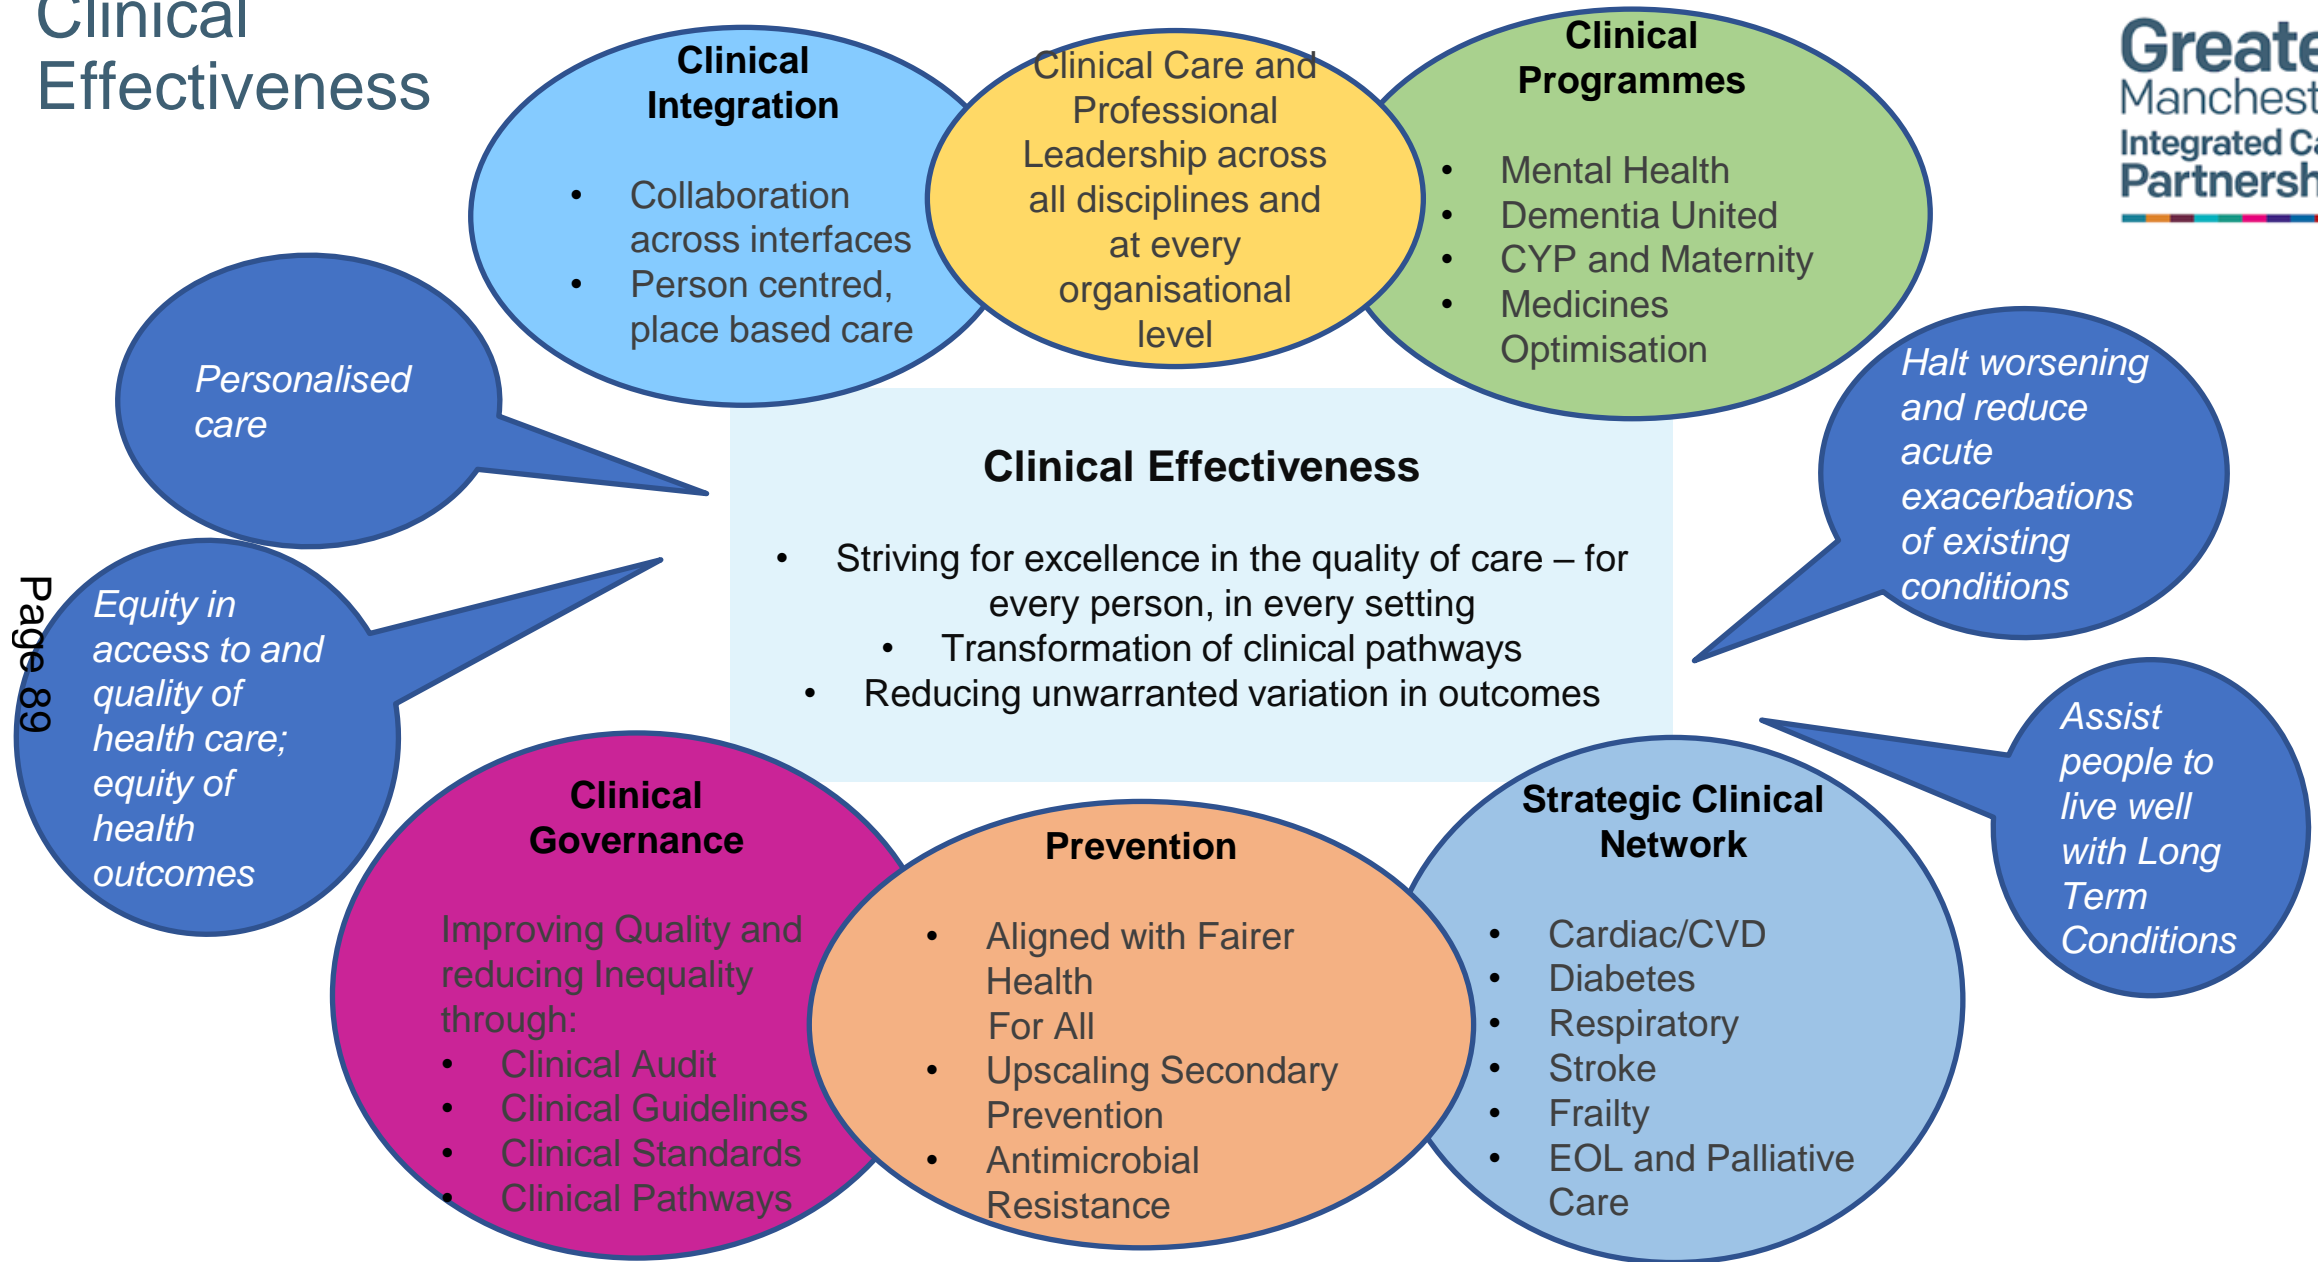 Clinical
Effectiveness
Clinical
Integration
• Collaboration
across interfaces
• Person centred,
place based care
Clinical Care and
Professional
Leadership across
all disciplines and
at every
organisational
level
Clinical
Programmes
• Mental Health
• Dementia United
• CYP and Maternity
• Medicines
Optimisation
Greate
Manchest
Integrated Ca
Partnersh
Personalised
care
Halt worsening
and reduce
acute
exacerbations
of existing
conditions
Clinical Effectiveness
• Striving for excellence in the quality of care – for
every person, in every setting
• Transformation of clinical pathways
• Reducing unwarranted variation in outcomes
Page 89
Equity in
access to and
quality of
health care;
equity of
health
outcomes
Assist
people to
live well
with Long
Term
Conditions
Clinical
Governance
Improving Quality and
reducing Inequality
through:
• Clinical Audit
• Clinical Guidelines
• Clinical Standards
• Clinical Pathways
Prevention
• Aligned with Fairer
Health
For All
• Upscaling Secondary
Prevention
• Antimicrobial
Resistance
Strategic Clinical
Network
• Cardiac/CVD
• Diabetes
• Respiratory
• Stroke
• Frailty
• EOL and Palliative
Care